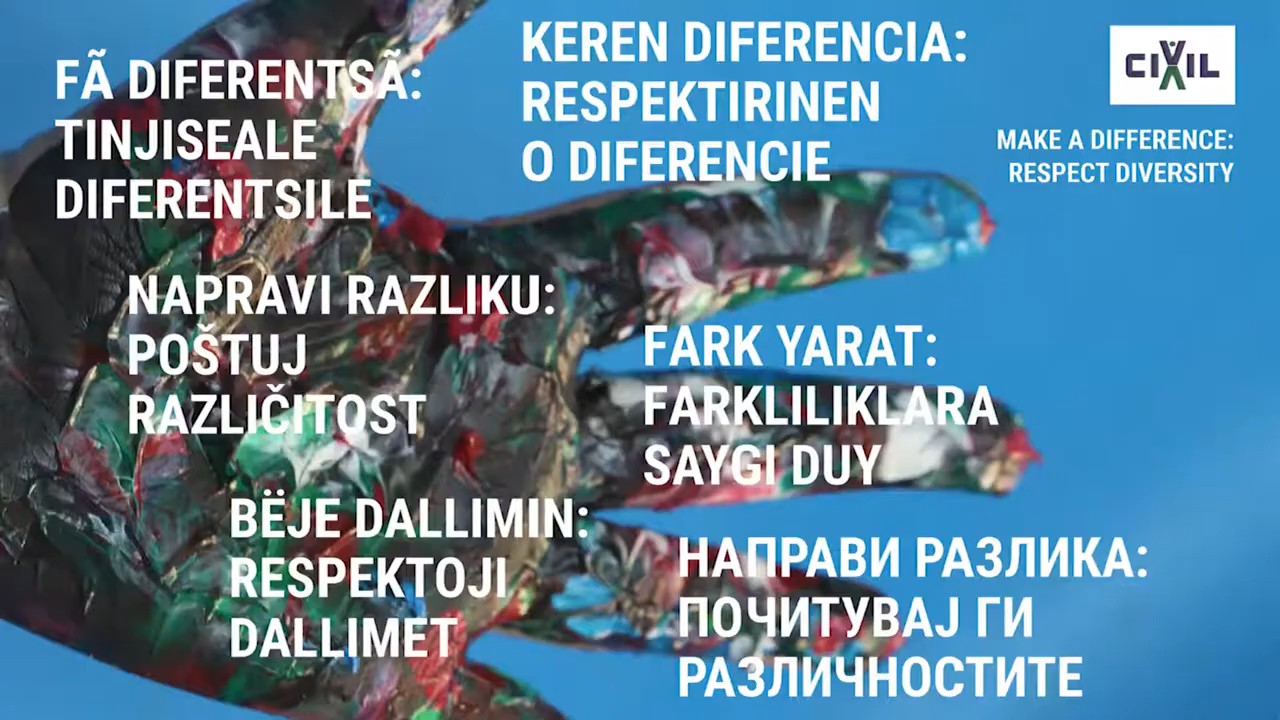 FÃ DIFERENTSÃ:
TINJISEALE
DIFERENTSILE
KEREN DIFERENCIA:
RESPEKTIRINEN
O DIFERENCIE
CIVIL
MAKE A DIFFERENCE:
RESPECT DIVERSITY
NAPRAVI RAZLIKU:
POŠTUJ
RAZLIČITOST
FARK YARAT:
FARKLILIKLARA
SAYGI DUY
BËJE DALLIMIN:
RESPEKTOJI
DALLIMET
НАПРАВИ РАЗЛИКА:
ПОЧИТУВАЈ ГИ
РАЗЛИЧНОСТИТЕ